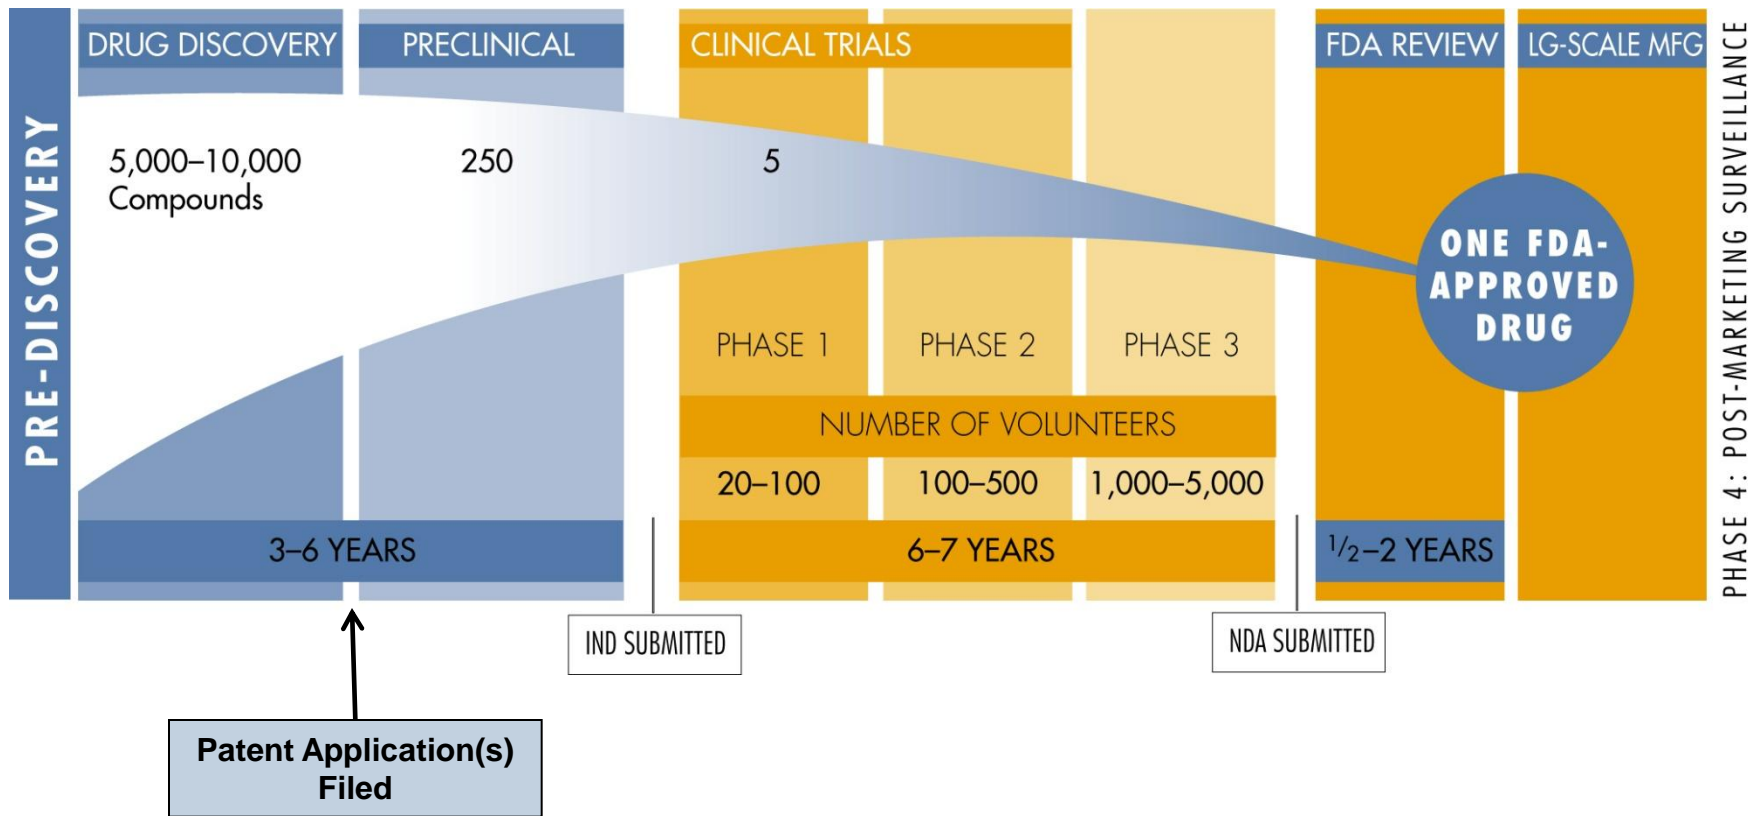 PRE-DISCOVERY
DRUG DISCOVERY
PRECLINICAL
CLINICAL TRIALS
FDA REVIEW
LG-SCALE MFG
5,000–10,000
Compounds
250
5
ONE FDA-
APPROVED
DRUG
PHASE 1
PHASE 2
PHASE 3
NUMBER OF VOLUNTEERS
20–100
100–500
1,000–5,000
3–6 YEARS
6–7 YEARS
1/2–2 YEARS
PHASE 4: POST-MARKETING SURVEILLANCE
IND SUBMITTED
NDA SUBMITTED
Patent Application(s)
Filed